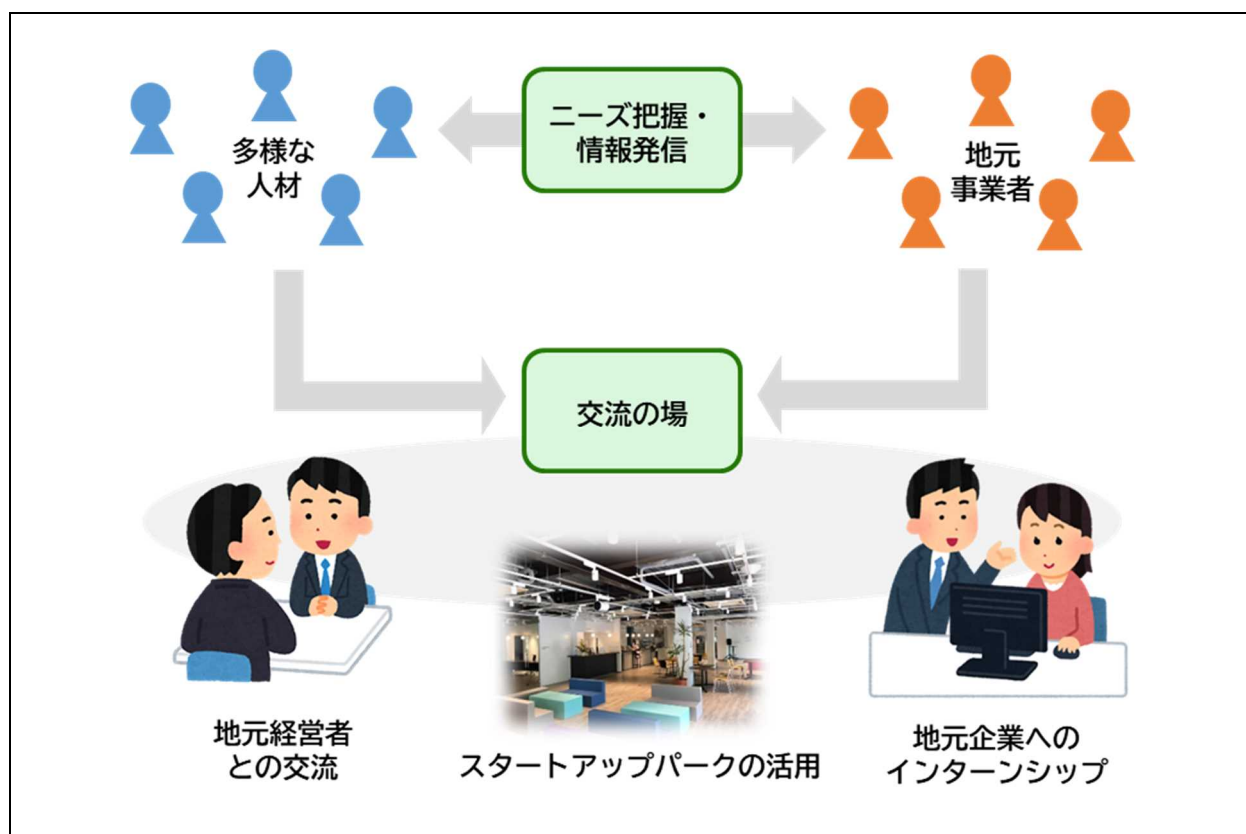 ニーズ把握・
情報発信
多様な
人材
地元
事業者
交流の場
地元経営者
との交流
スタートアップパークの活用
地元企業への
インターンシップ